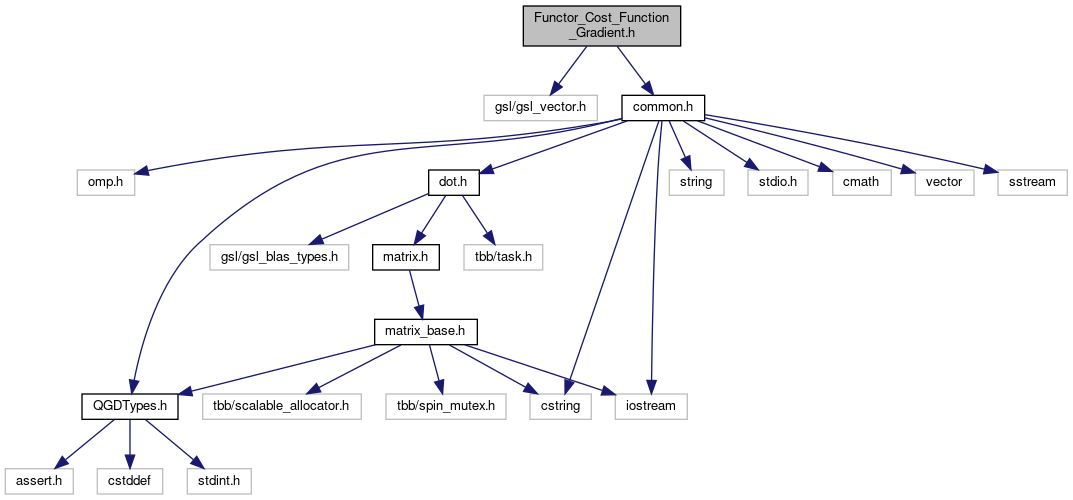 Functor_Cost_Function
_Gradient.h
gsl/gsl_vector.h
common.h
omp.h
dot.h
string
stdio.h
cmath
vector
sstream
gsl/gsl_blas_types.h
matrix.h
tbb/task.h
matrix_base.h
QGDTypes.h
tbb/scalable_allocator.h
tbb/spin_mutex.h
cstring
iostream
assert.h
cstddef
stdint.h